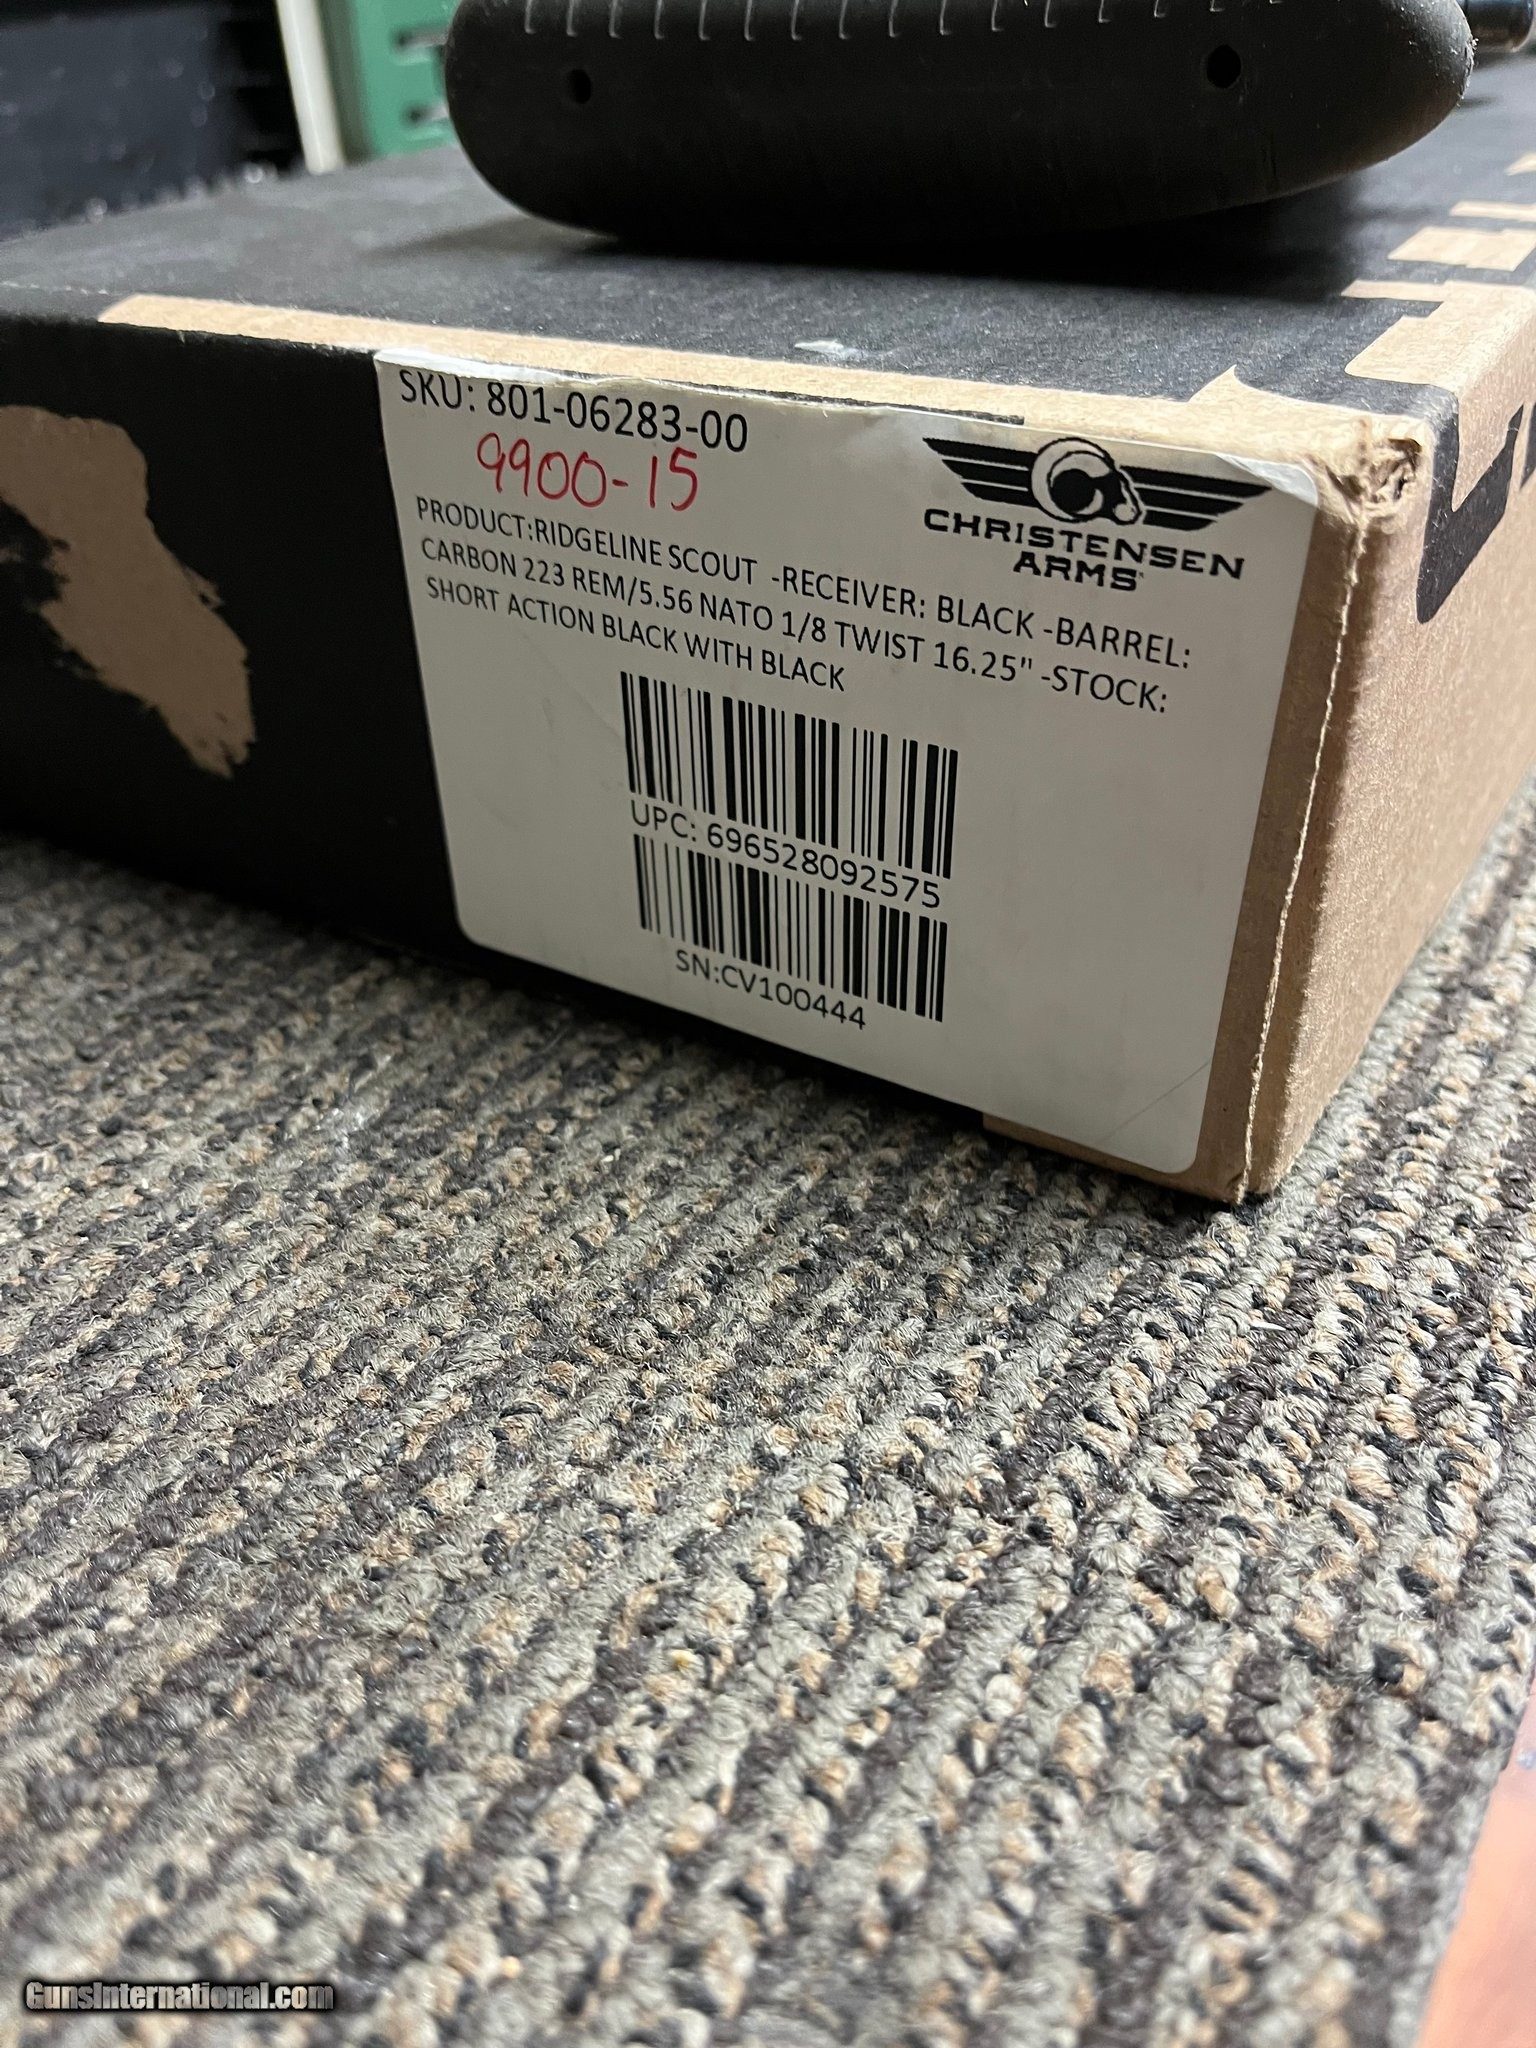 SKU: 801-06283-00
9900-15
CHRISTENSEN
ARMS
PRODUCT:RIDGELINE SCOUT -RECEIVER: BLACK -BARREL:
CARBON 223 REM/5.56 NATO 1/8 TWIST 16.25" -STOCK:
SHORT ACTION BLACK WITH BLACK
UPC: 696528092575
SN:CV100444
GunsInternational.com